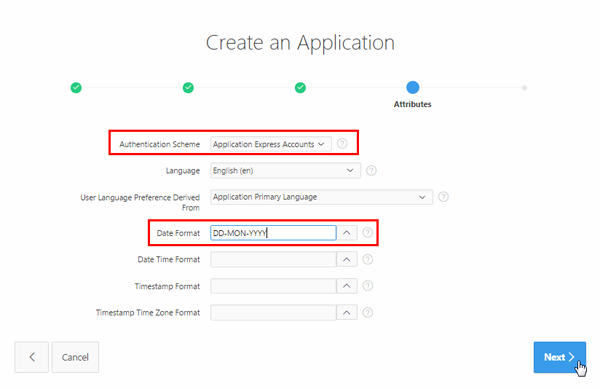 Create an Application
Attributes
Authentication Scheme Application Express Accounts
Language English (en)
User Language Preference Derived Application Primary Language
From
Date Format DD-MON-YYYY
Date Time Format
Timestamp Format
Timestamp Time Zone Format
Cancel Next